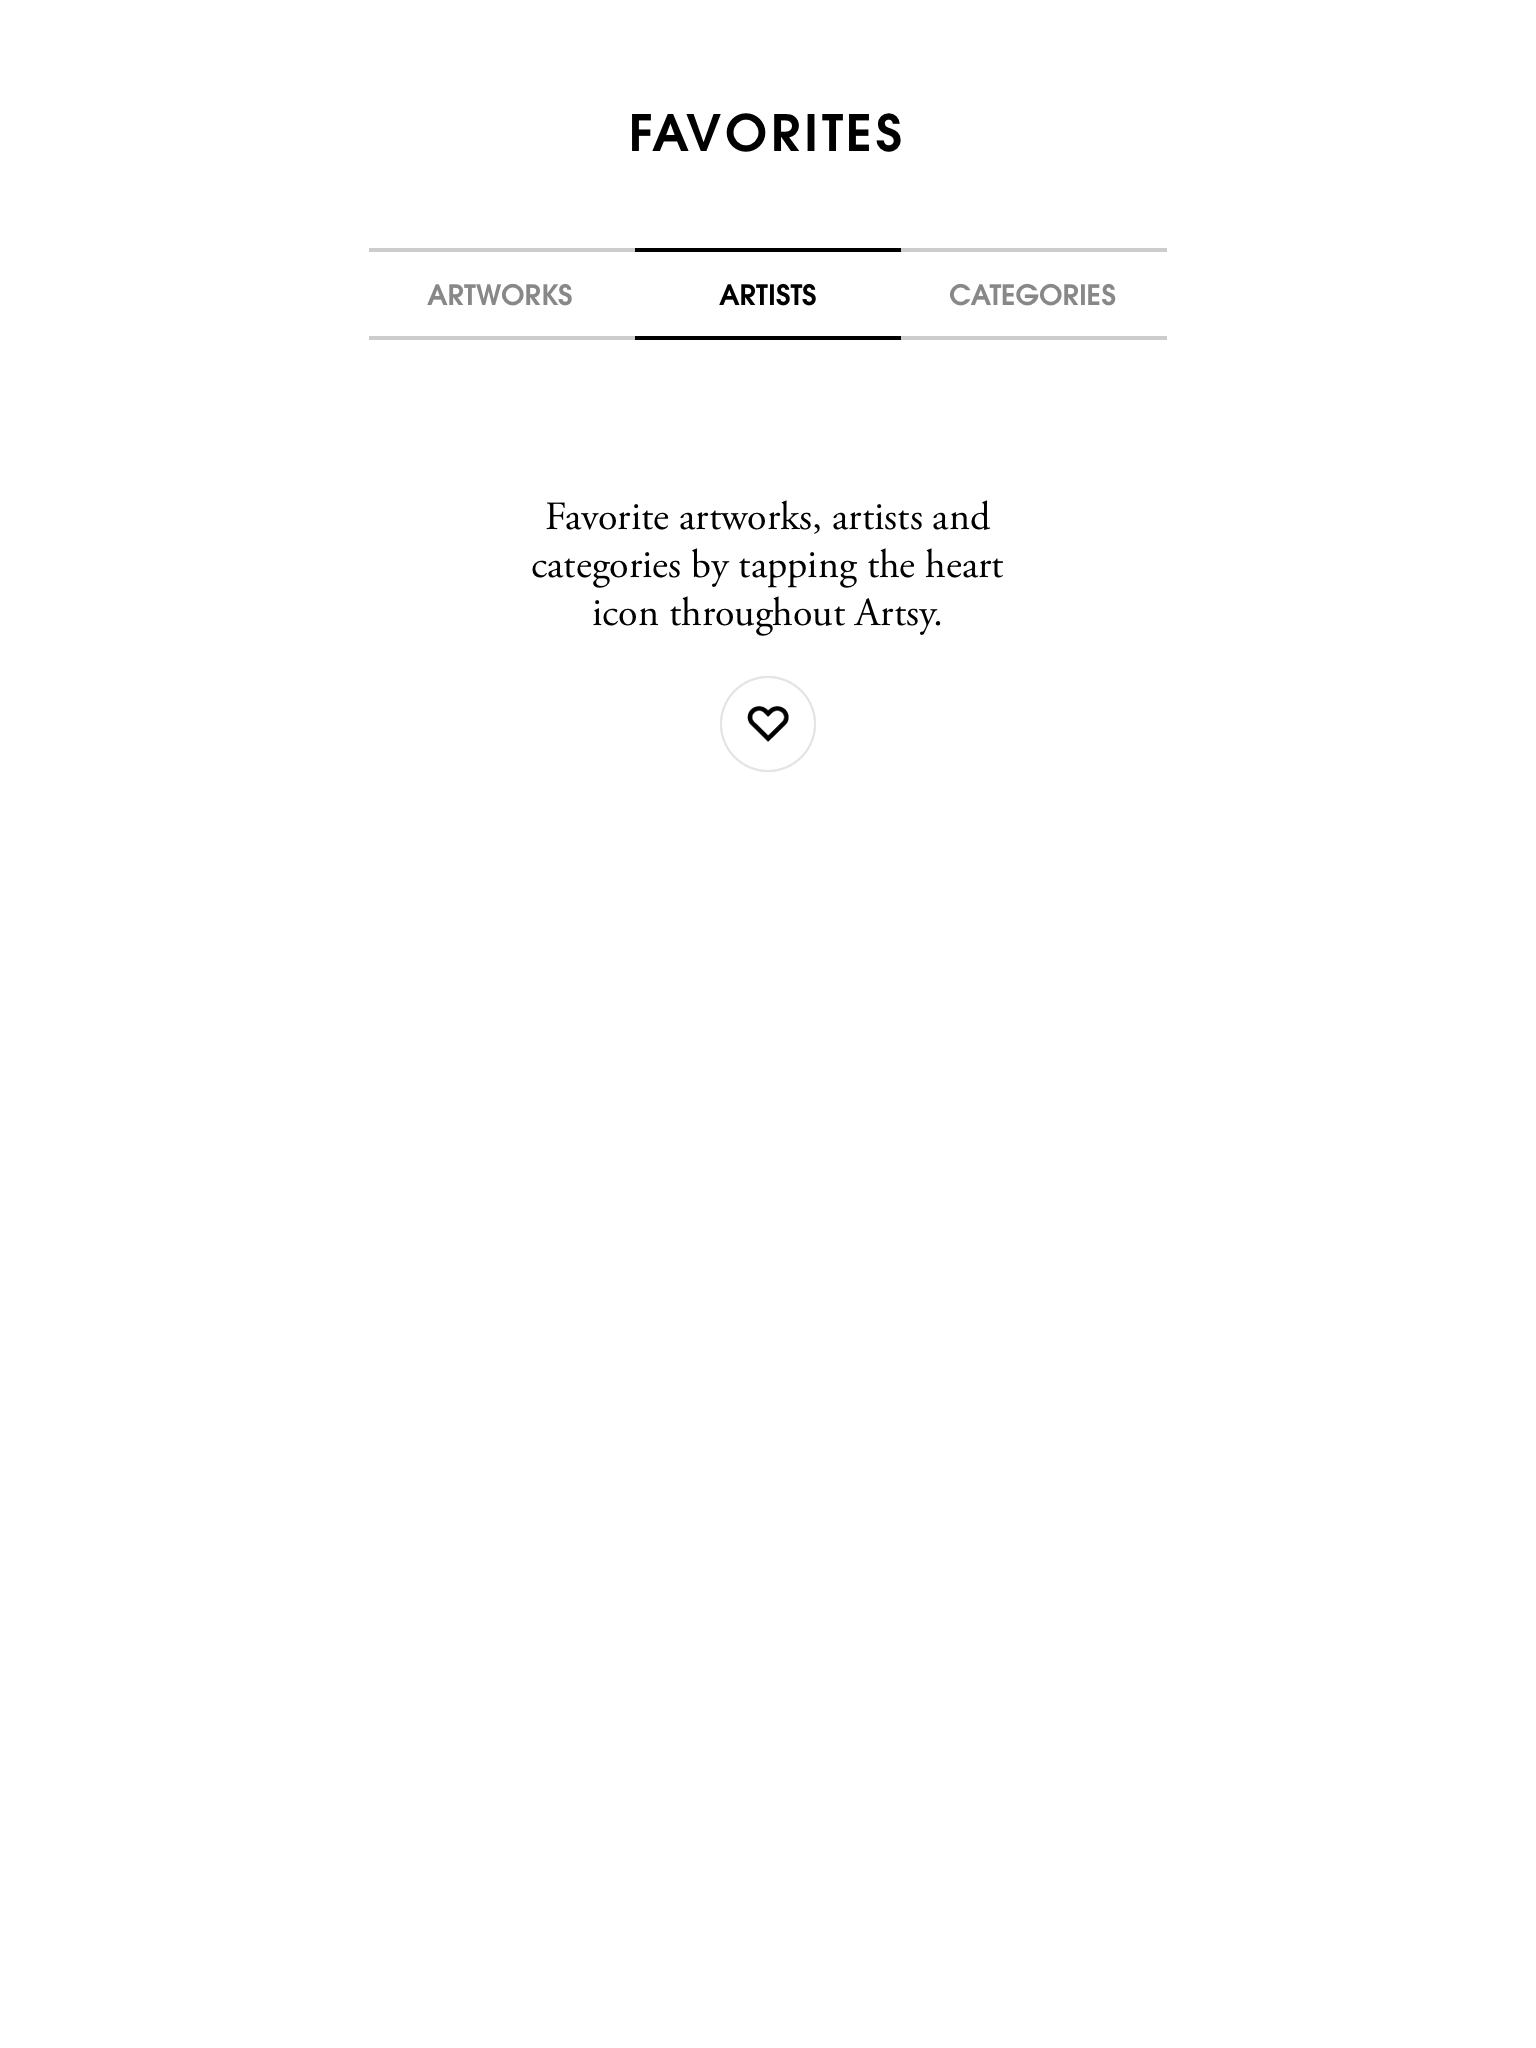 FAVORITES
ARTWORKS
ARTISTS
CATEGORIES
Favorite artworks, artists and
categories by tapping the heart
icon throughout Artsy.